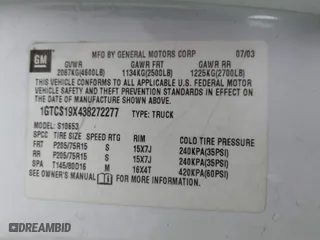 GM
MFD BY GENERAL MOTORS CORP 07/03
GVWR GAWR FRT GAWR RR
2087KG(4600LB) 1134KG(2500LB) 1225KG(2700LB)
THIS VEHICLE CONFORMS TO ALL APPLICABLE U.S. FEDERAL
MOTOR VEHICLE SAFETY AND THEFT PREVENTION STANDARDS IN EFFECT ON THE DATE OF
MANUFACTURE SHOWN ABOVE.
1GTCS19X438272277 TYPE: TRUCK
MODEL: S10653
SPCC TIRE SIZE SPEED RTG RIM COLD TIRE PRESSURE
FRT P205/75R15 S 15X7J 240KPA(35PSI)
RR P205/75R15 S 15X7J 240KPA(35PSI)
SPA T145/80D16 M 16X4T 420KPA(60PSI)
SEE OWNER'S MANUAL FOR ADDITIONAL INFORMATION
© AutoBidMaster